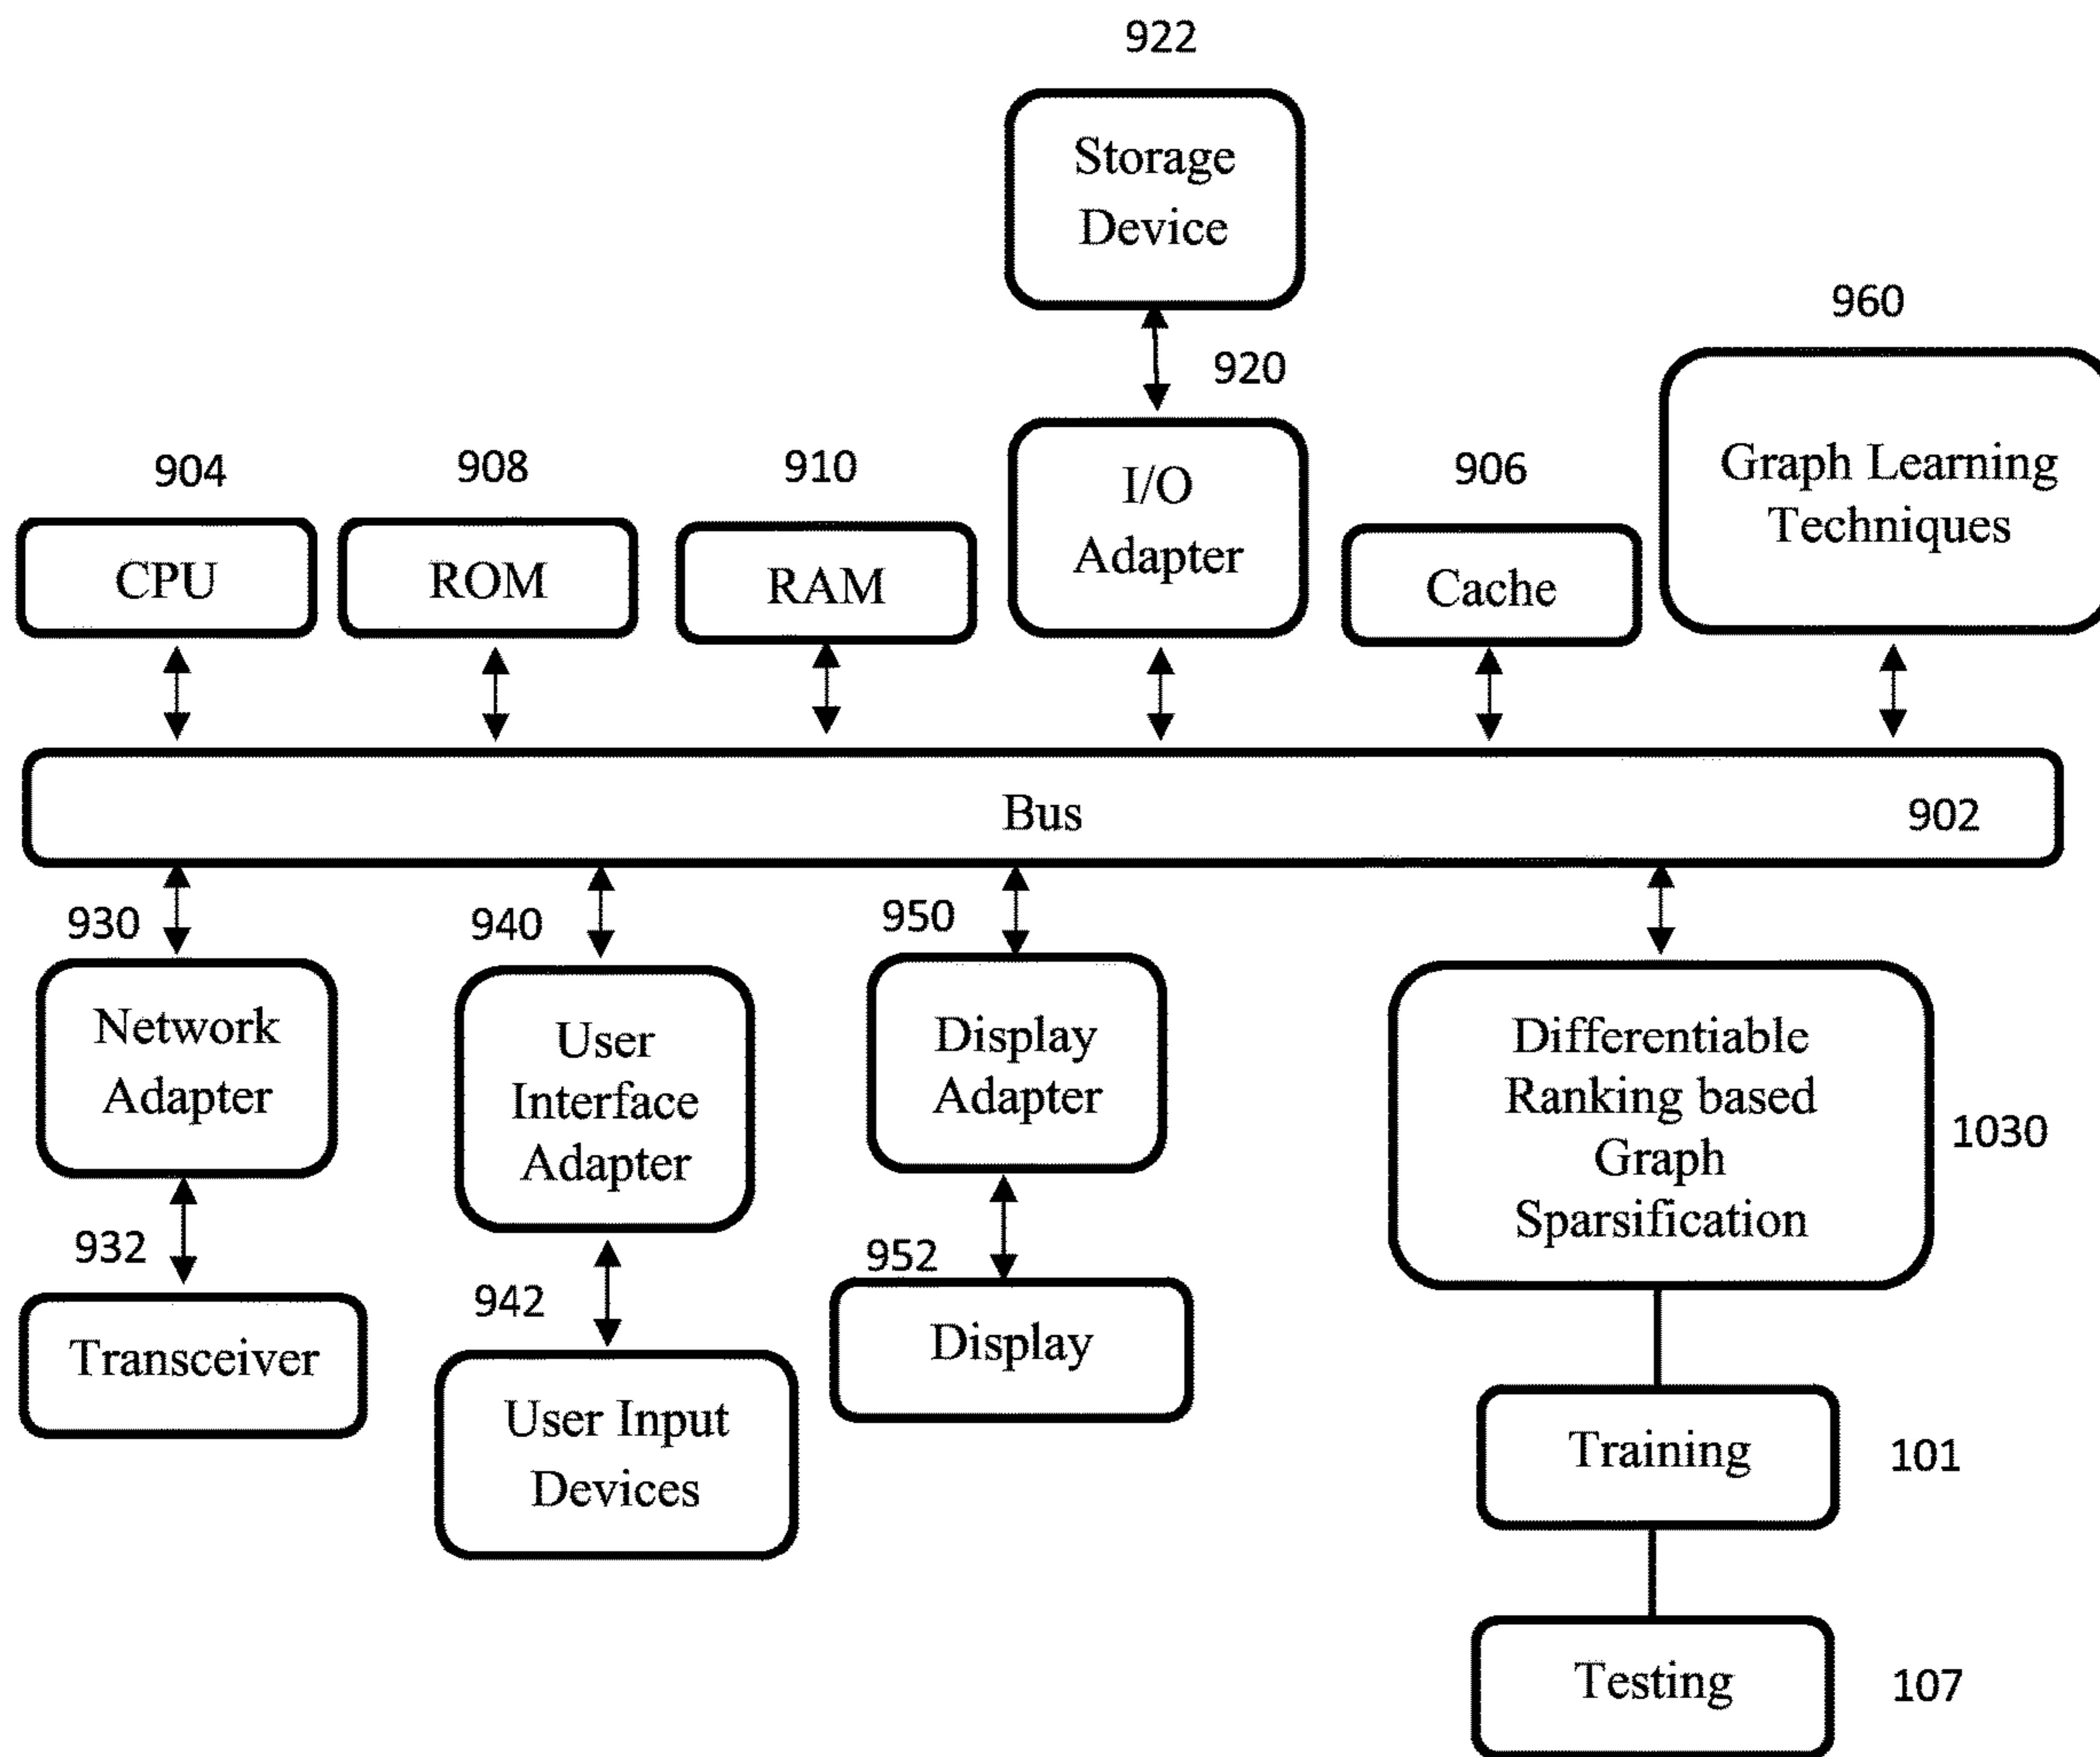 922
Storage
Device
960
920
904
908
910
I/O
Adapter
906
Graph Learning
Techniques
CPU
ROM
RAM
Cache
Bus
902
930
940
950
Network
Adapter
User
Interface
Adapter
Display
Adapter
Differentiable
Ranking based
Graph
Sparsification
1030
932
942
952
Transceiver
User Input
Devices
Display
Training
101
Testing
107